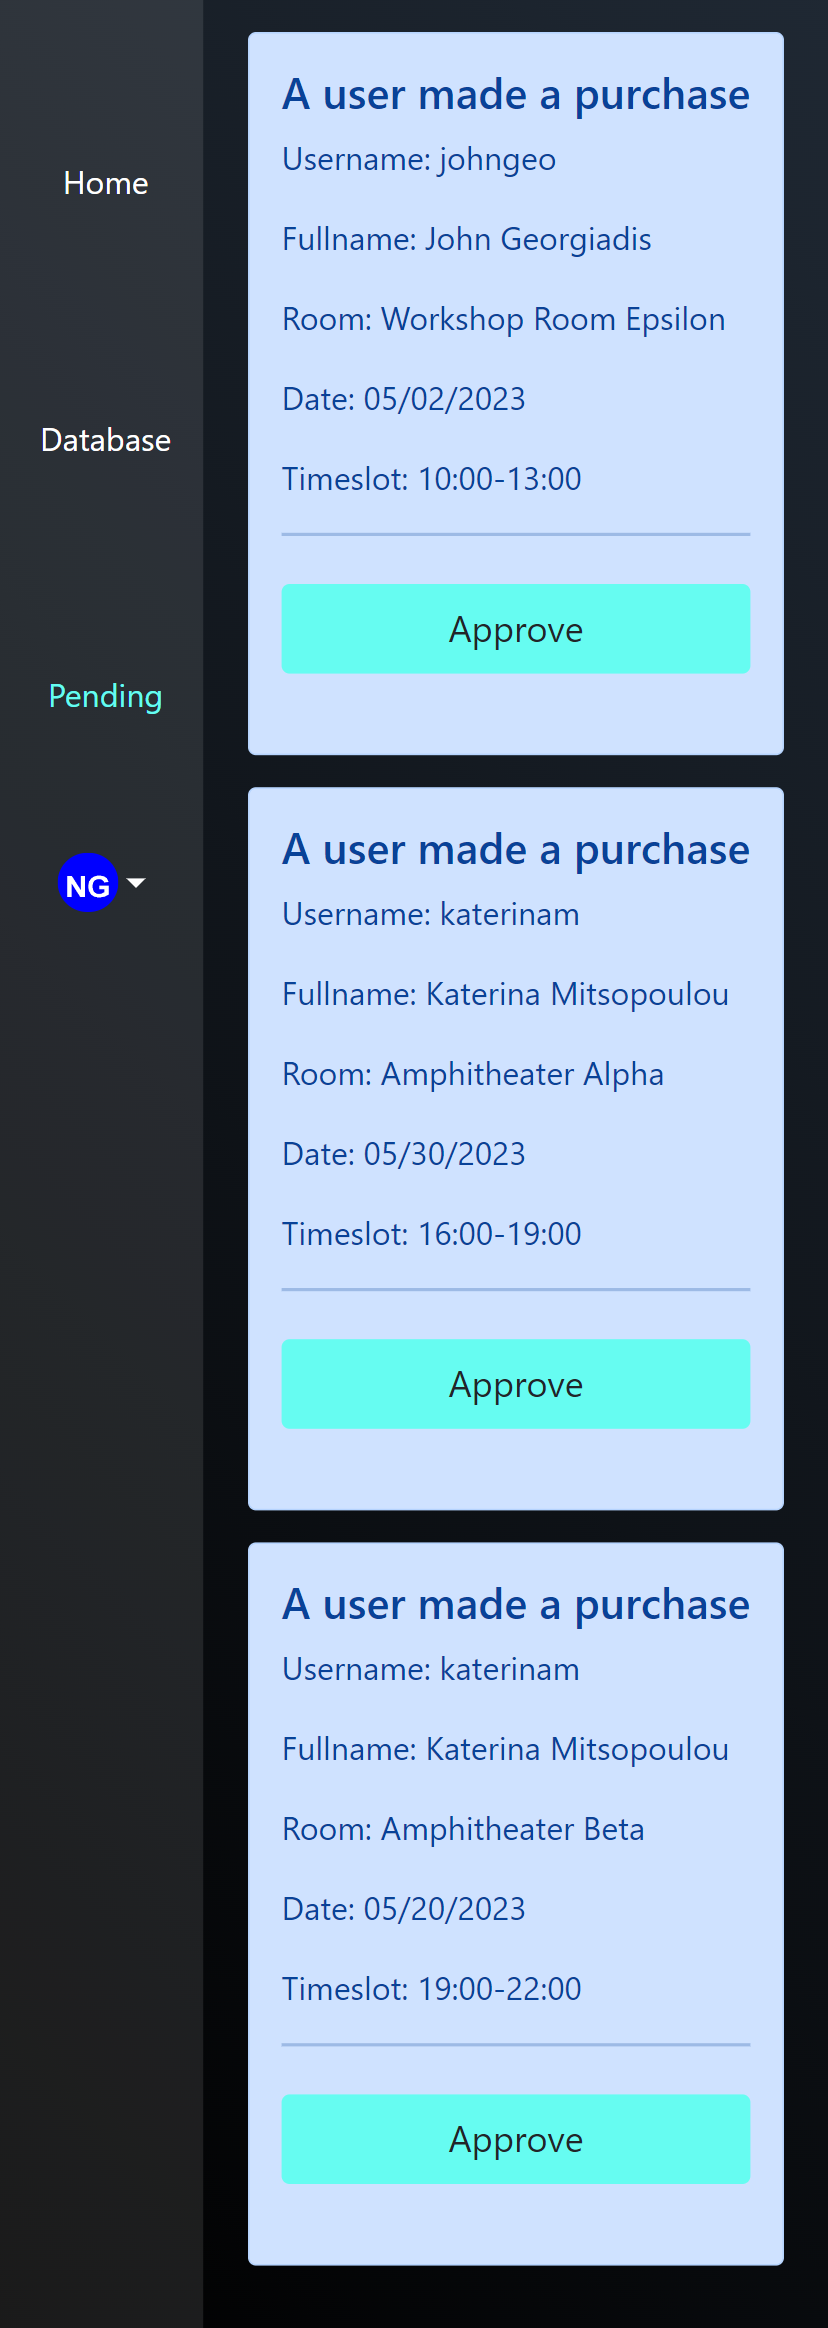 Home
Database
Pending
NG
A user made a purchase
Username: johngeo
Fullname: John Georgiadis
Room: Workshop Room Epsilon
Date: 05/02/2023
Timeslot: 10:00-13:00
Approve
A user made a purchase
Username: katerinam
Fullname: Katerina Mitsopoulou
Room: Amphitheater Alpha
Date: 05/30/2023
Timeslot: 16:00-19:00
Approve
A user made a purchase
Username: katerinam
Fullname: Katerina Mitsopoulou
Room: Amphitheater Beta
Date: 05/20/2023
Timeslot: 19:00-22:00
Approve